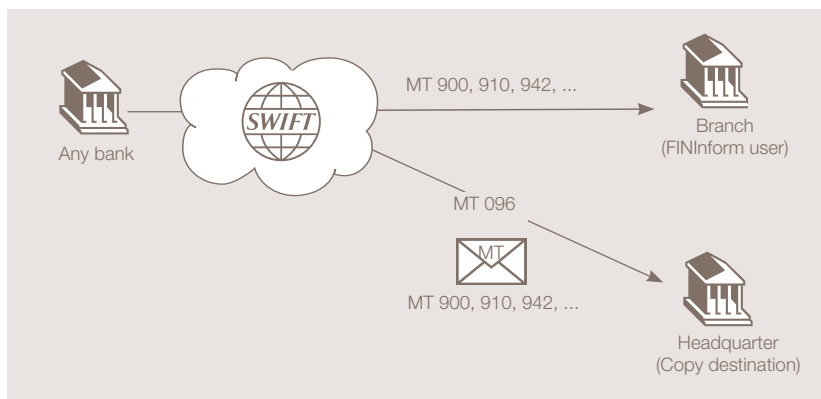 MT 900, 910, 942, ...
SWIFT
Any bank
Branch
(FINInform user)
MT 096
MT
MT 900, 910, 942, ...
Headquarter
(Copy destination)